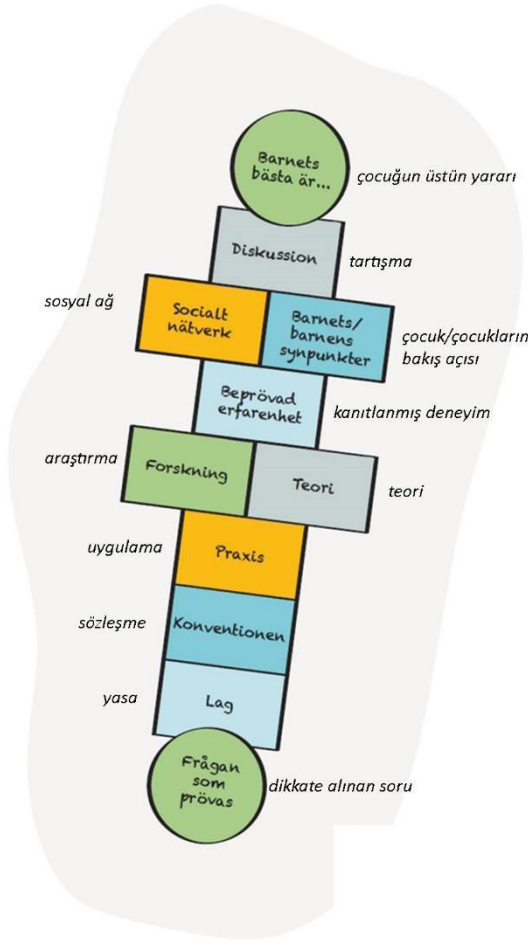 Barnets
bästa är...
çocuğun üstün yararı
Diskussion
tartışma
sosyal ağ
Socialt
nätverk
Barnets/
barnens
synpunkter
çocuk/çocukların
bakış açısı
Beprövad
erfarenhet
kanıtlanmış deneyim
araştırma
Forskning
Teori
teori
uygulama
Praxis
sözleşme
Konventionen
yasa
Lag
Frågan
som
prövas
dikkate alınan soru